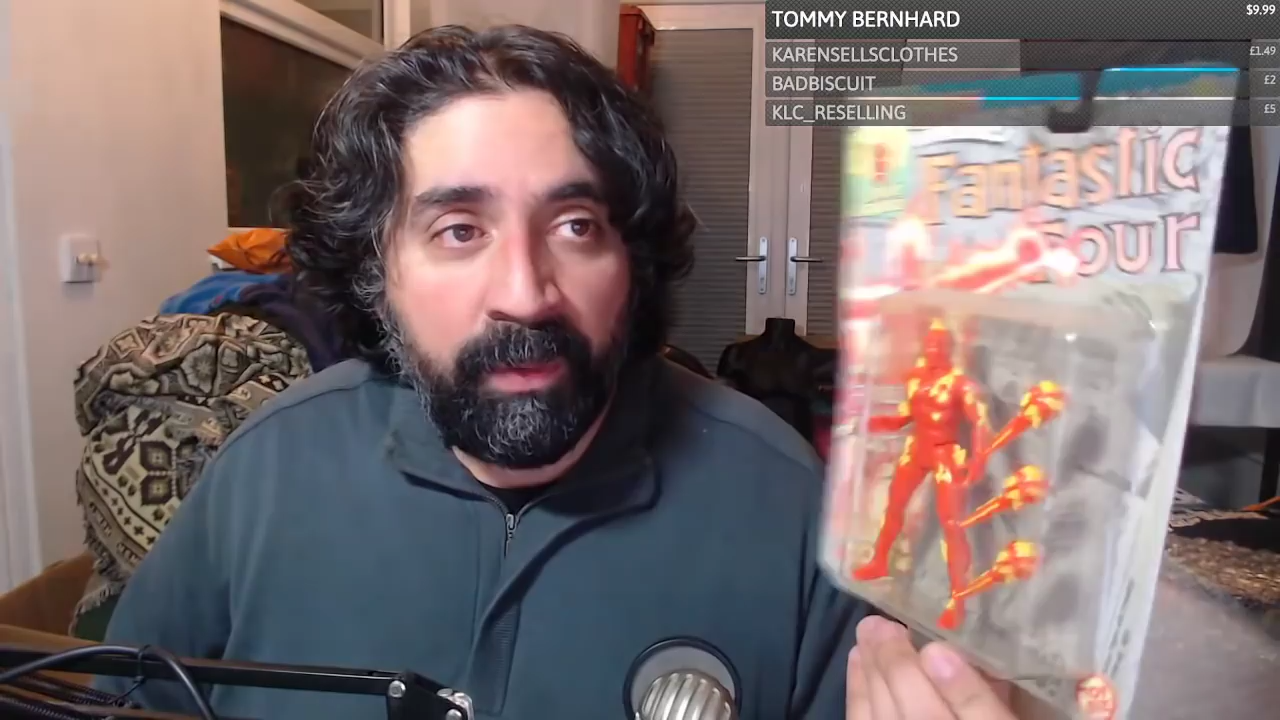 TOMMY BERNHARD $9.99
KARENSELLSCLOTHES £1.49
BADBISCUIT £2
KLC_RESELLING £5
Fantastic
Four